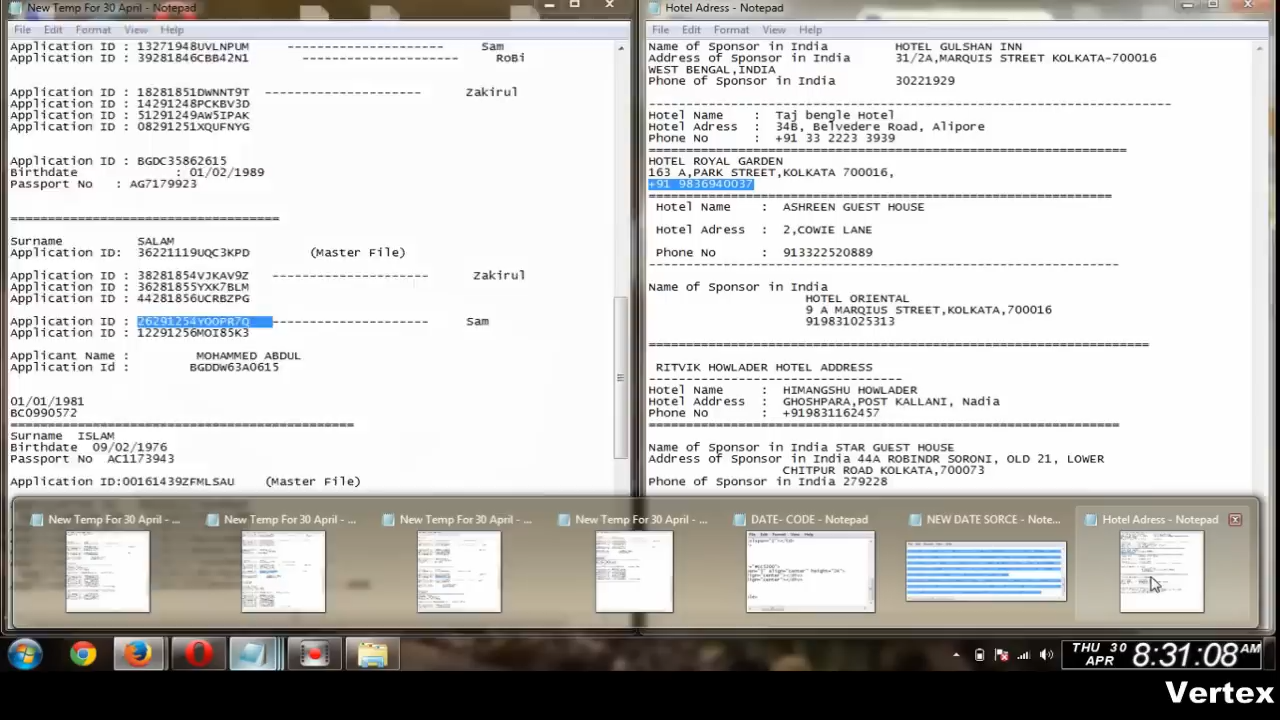 New Temp For 30 April - Notepad
File Edit Format View Help
Application ID : 13271948UVLNPUM ---------------------- Sam
Application ID : 39281846CBB42N1 ---------------------- RoBi
Application ID : 18281851DWNNT9T ---------------------- Zakirul
Application ID : 14291248PCKBV3D
Application ID : 51291249AW5IPAK
Application ID : 08291251XQUFNYG
Application ID : BGDC35862615
Birthdate : 01/02/1989
Passport No : AG7179923
======================================
Surname SALAM
Application ID: 36221119UQC3KPD (Master File)
Application ID : 38281854VJKAV9Z ---------------------- Zakirul
Application ID : 36281855YXK7BLM
Application ID : 44281856UCRBZPG
Application ID : 26291254YOOPR7Q ---------------------- Sam
Application ID : 12291256MOI85K3
Applicant Name : MOHAMMED ABDUL
Application Id : BGDDW63A0615
01/01/1981
BC0990572
================================================
Surname ISLAM
Birthdate 09/02/1976
Passport No AC1173943
Application ID:00161439ZFMLSAU (Master File)
Hotel Adress - Notepad
File Edit Format View Help
Name of Sponsor in India HOTEL GULSHAN INN
Address of Sponsor in India 31/2A,MARQUIS STREET KOLKATA-700016
WEST BENGAL,INDIA
Phone of Sponsor in India 30221929
------------------------------------------------------------------------
Hotel Name : Taj bengle Hotel
Hotel Adress : 34B, Belvedere Road, Alipore
Phone No : +91 33 2223 3939
==================================================================
HOTEL ROYAL GARDEN
163 A,PARK STREET,KOLKATA 700016,
+91 9836940037
================================================================
Hotel Name : ASHREEN GUEST HOUSE
Hotel Adress : 2,COWIE LANE
Phone No : 913322520889
-----------------------------------------------------------------
Name of Sponsor in India
HOTEL ORIENTAL
9 A MARQIUS STREET,KOLKATA,700016
919831025313
=====================================================================
RITVIK HOWLADER HOTEL ADDRESS
-----------------------------------
Hotel Name : HIMANGSHU HOWLADER
Hotel Address : GHOSHPARA,POST KALLANI, Nadia
Phone No : +919831162457
=================================================================
Name of Sponsor in India STAR GUEST HOUSE
Address of Sponsor in India 44A ROBINDR SORONI, OLD 21, LOWER
CHITPUR ROAD KOLKATA,700073
Phone of Sponsor in India 279228
New Temp For 30 April - ...
New Temp For 30 April - ...
New Temp For 30 April - ...
New Temp For 30 April - ...
DATE- CODE - Notepad
NEW DATE SORCE - Note...
Hotel Adress - Notepad
THU 30
APR
8:31:08 AM
Vertex